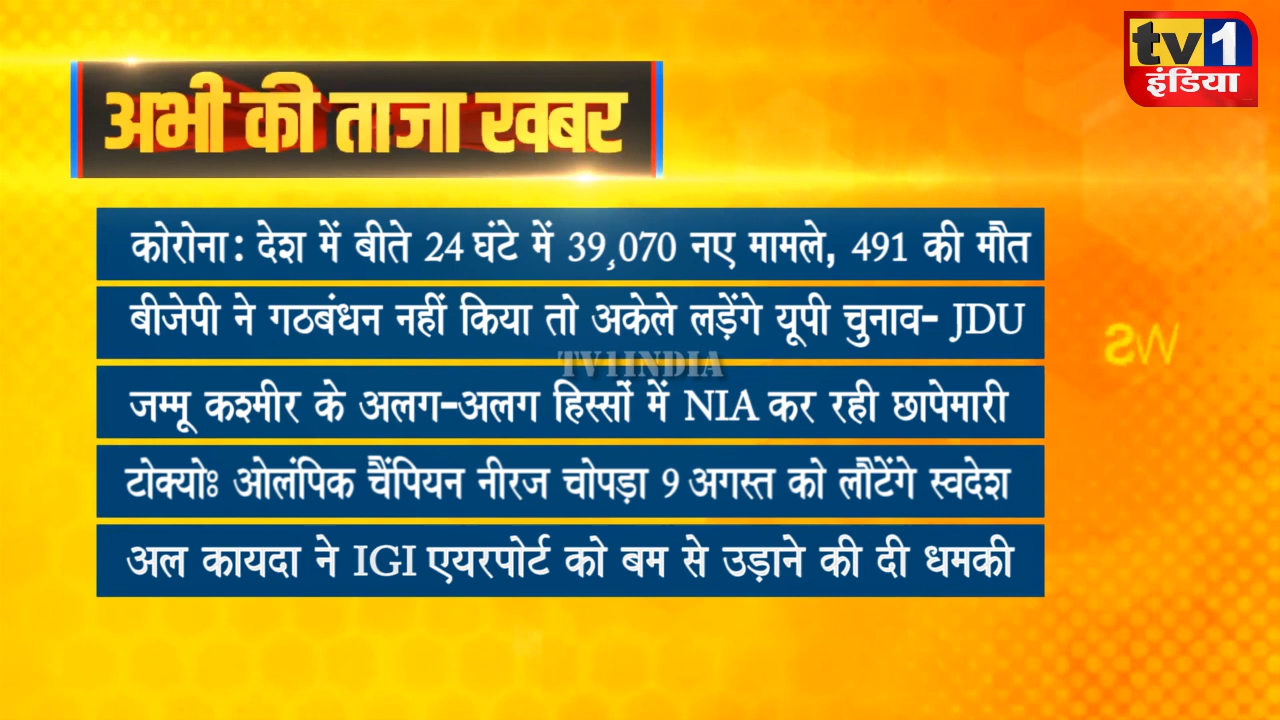 tv1
इंडिया
अभी की ताजा खबर
कोरोना: देश में बीते 24 घंटे में 39,070 नए मामले, 491 की मौत
बीजेपी ने गठबंधन नहीं किया तो अकेले लड़ेंगे यूपी चुनाव- JDU
TV1INDIA
जम्मू कश्मीर के अलग-अलग हिस्सों में NIA कर रही छापेमारी
टोक्योः ओलंपिक चैंपियन नीरज चोपड़ा 9 अगस्त को लौटेंगे स्वदेश
अल कायदा ने IGI एयरपोर्ट को बम से उड़ाने की दी धमकी